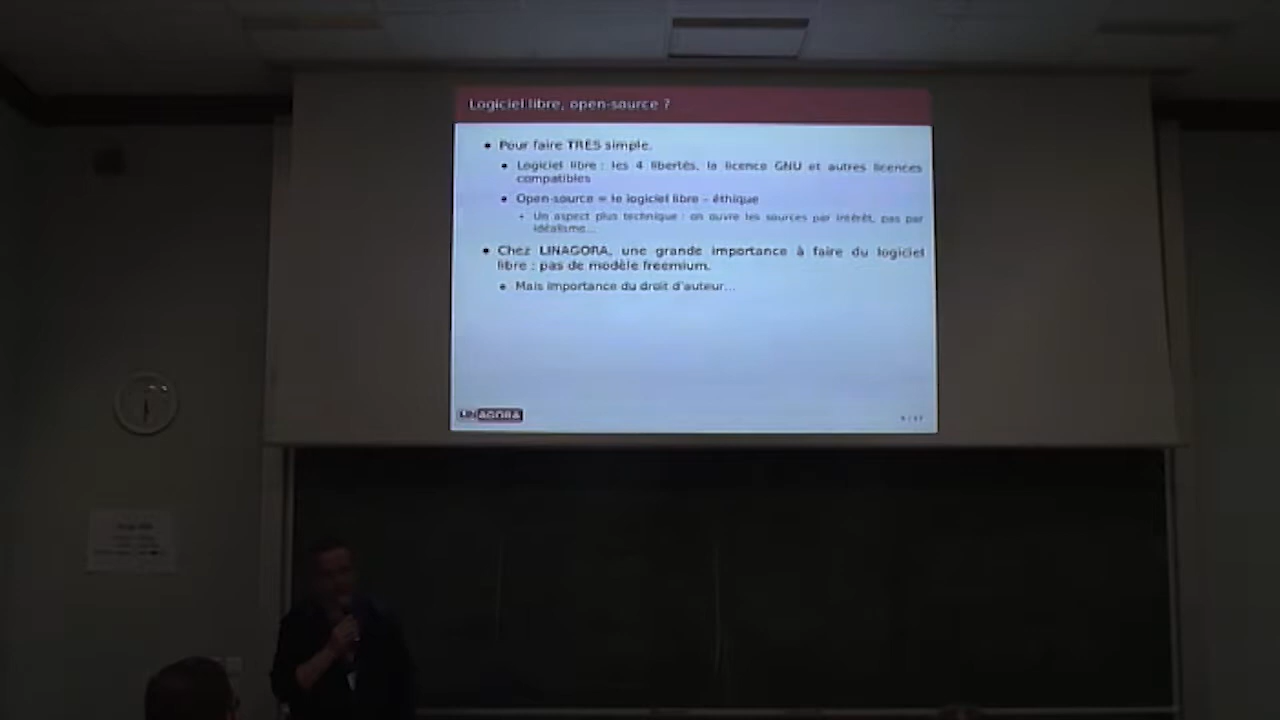 Logiciel libre, open-source ?
• Pour faire TRES simple.
• Logiciel libre : les 4 libertés, la licence GNU et autres licences
compatibles
• Open-source = le logiciel libre - éthique
• Un aspect plus technique : on ouvre les sources par intérêt, pas par
idéalisme...
• Chez LINAGORA, une grande importance à faire du logiciel
libre : pas de modèle freemium.
• Mais importance du droit d'auteur...
LINAGORA